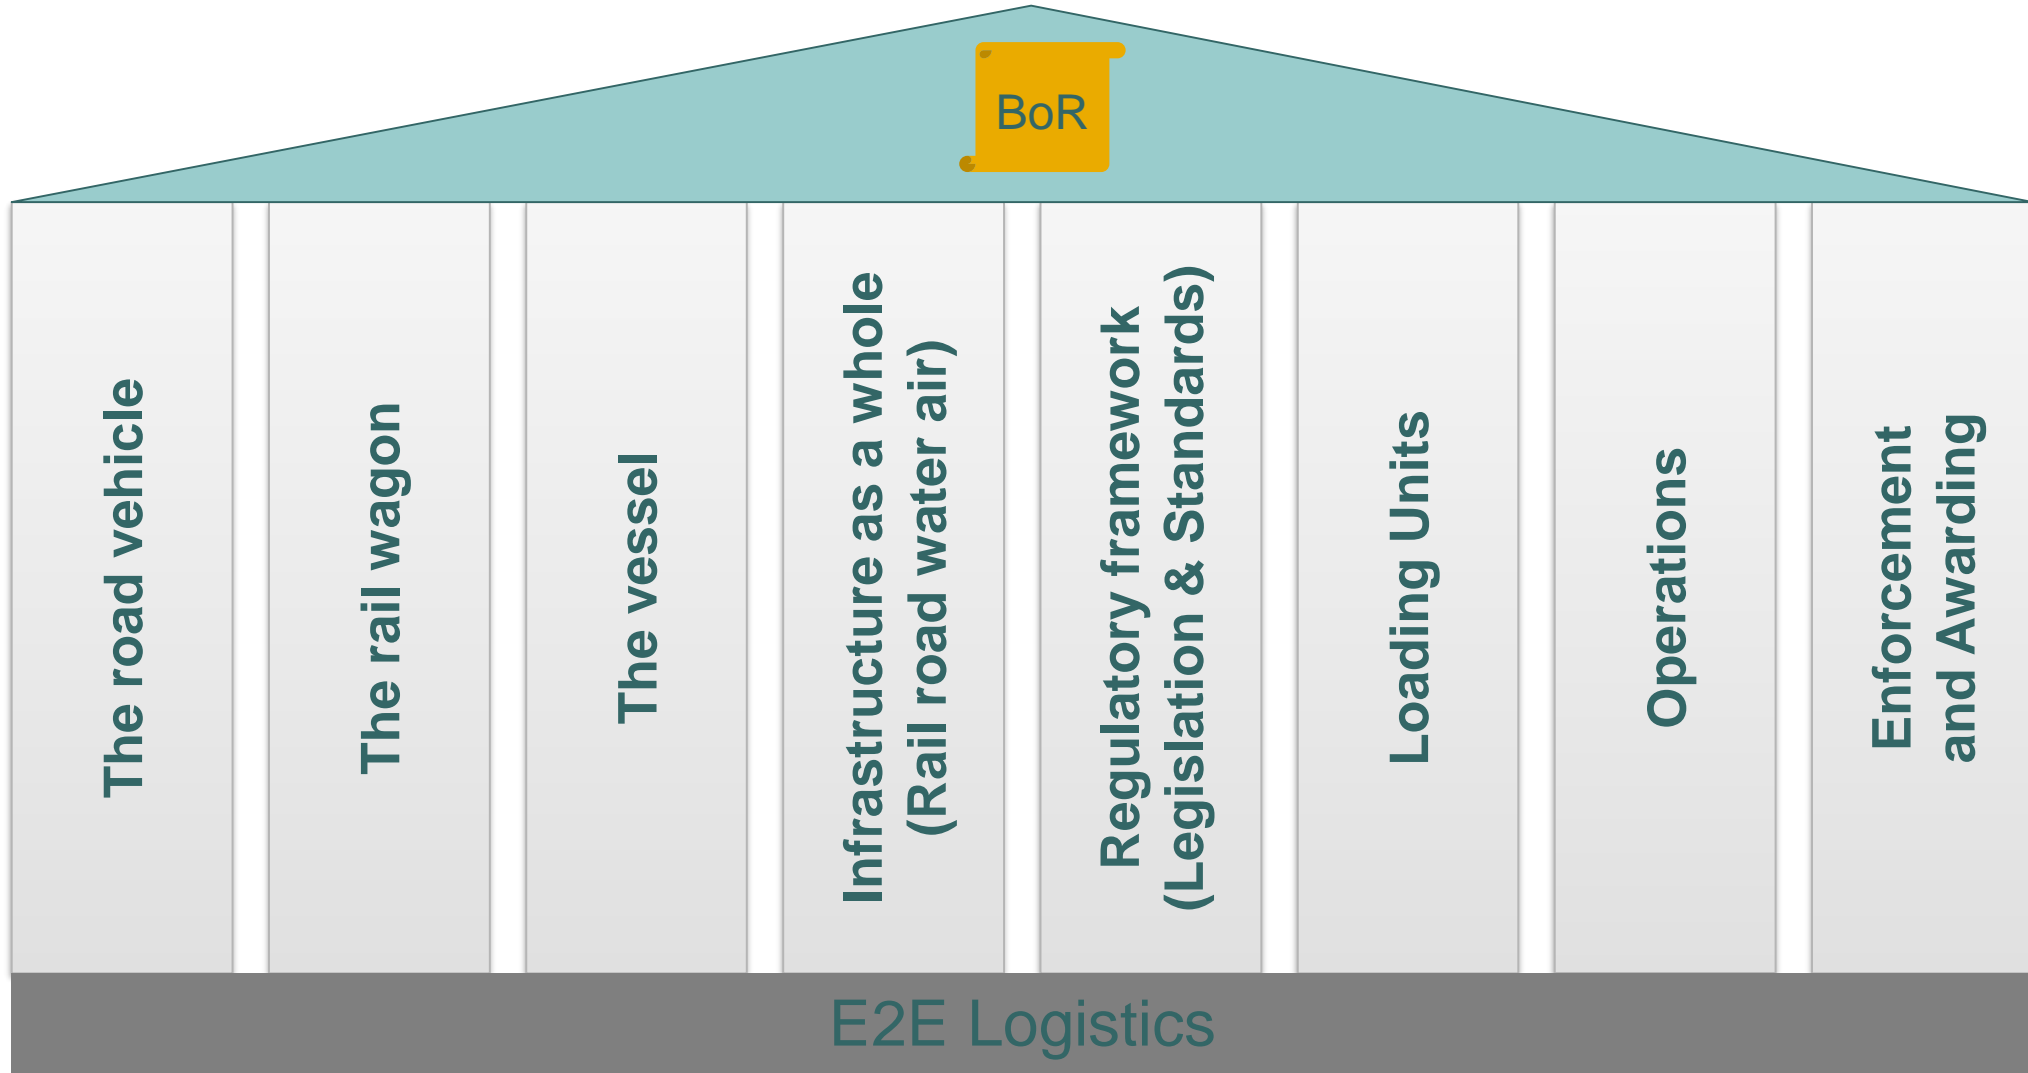 BoR
The road vehicle
The rail wagon
The vessel
Infrastructure as a whole
(Rail road water air)
Regulatory framework
(Legislation & Standards)
Loading Units
Operations
Enforcement
and Awarding
E2E Logistics